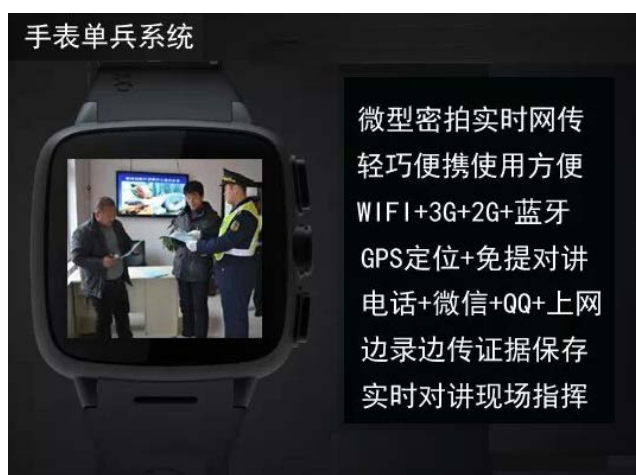 手表单兵系统
微型密拍实时网传
轻巧便携使用方便
WIFI+3G+2G+蓝牙
GPS定位+免提对讲
电话+微信+QQ+上网
边录边传证据保存
实时对讲现场指挥